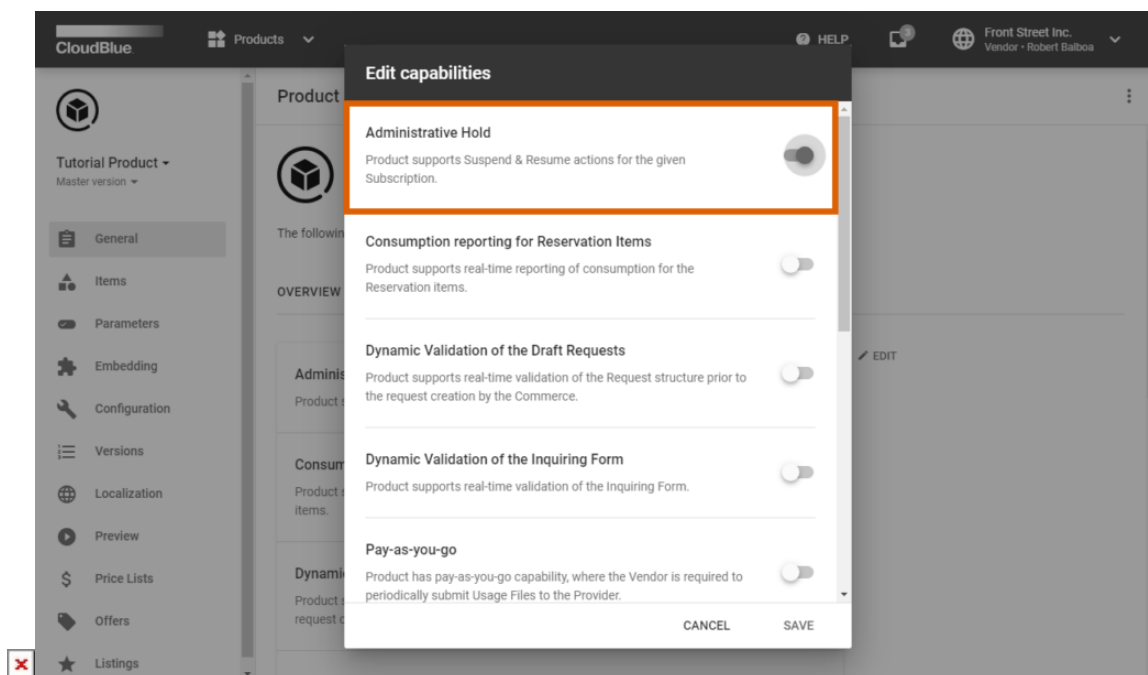 CloudBlue
Products
HELP
3
Front Street Inc.
Vendor • Robert Balboa
Tutorial Product
Master version
General
Items
Parameters
Embedding
Configuration
Versions
Localization
Preview
Price Lists
Offers
Listings
Product
The followin
OVERVIEW
EDIT
Adminis
Product s
Consum
Product s
items.
Dynami
Product s
request c
Edit capabilities
Administrative Hold
Product supports Suspend & Resume actions for the given
Subscription.
Consumption reporting for Reservation Items
Product supports real-time reporting of consumption for the
Reservation items.
Dynamic Validation of the Draft Requests
Product supports real-time validation of the Request structure prior to
the request creation by the Commerce.
Dynamic Validation of the Inquiring Form
Product supports real-time validation of the Inquiring Form.
Pay-as-you-go
Product has pay-as-you-go capability, where the Vendor is required to
periodically submit Usage Files to the Provider.
CANCEL
SAVE